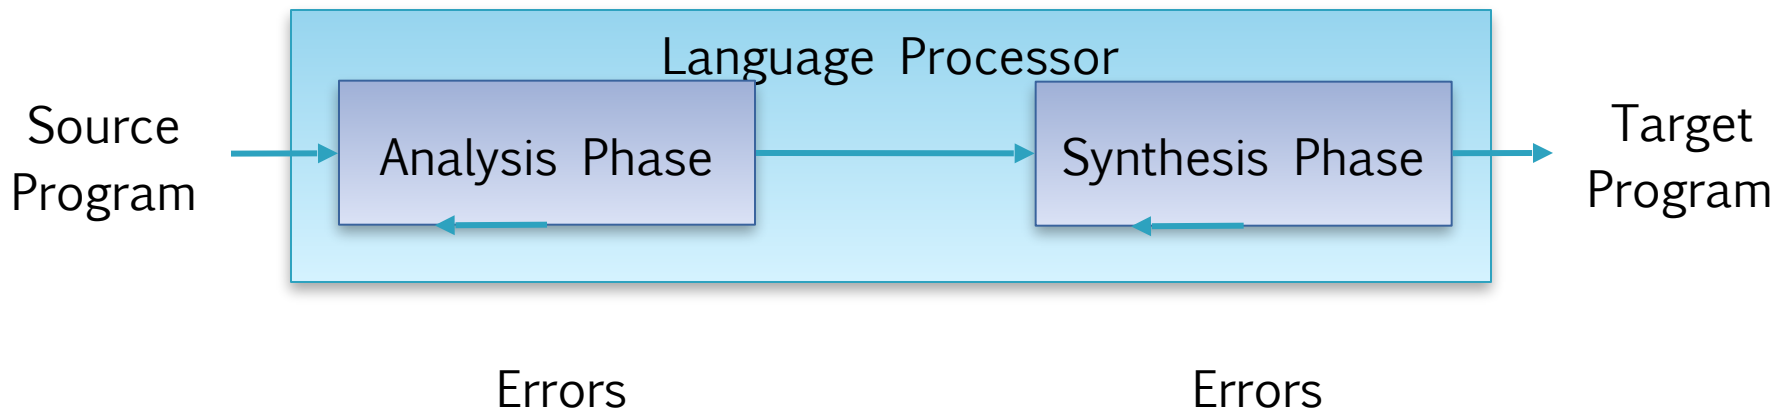 Language Processor
Source
Program
Analysis Phase
Synthesis Phase
Target
Program
Errors
Errors